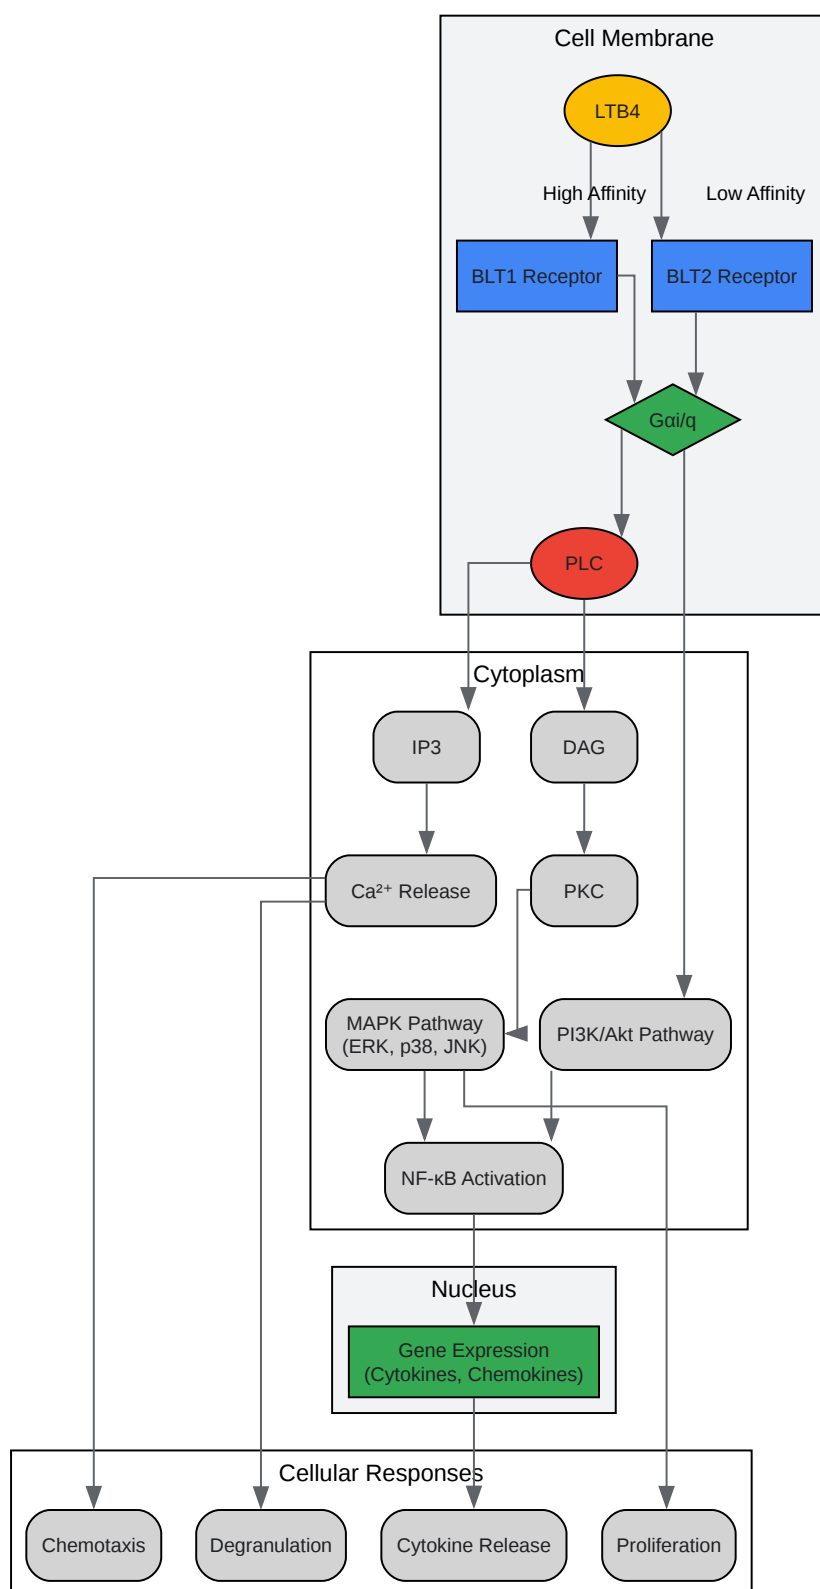 Cell Membrane
LTB4
High Affinity
Low Affinity
BLT1 Receptor
BLT2 Receptor
Gαi/q
PLC
Cytoplasm
IP3
DAG
Ca²⁺ Release
PKC
MAPK Pathway
(ERK, p38, JNK)
PI3K/Akt Pathway
NF-κB Activation
Nucleus
Gene Expression
(Cytokines, Chemokines)
Cellular Responses
Chemotaxis
Degranulation
Cytokine Release
Proliferation